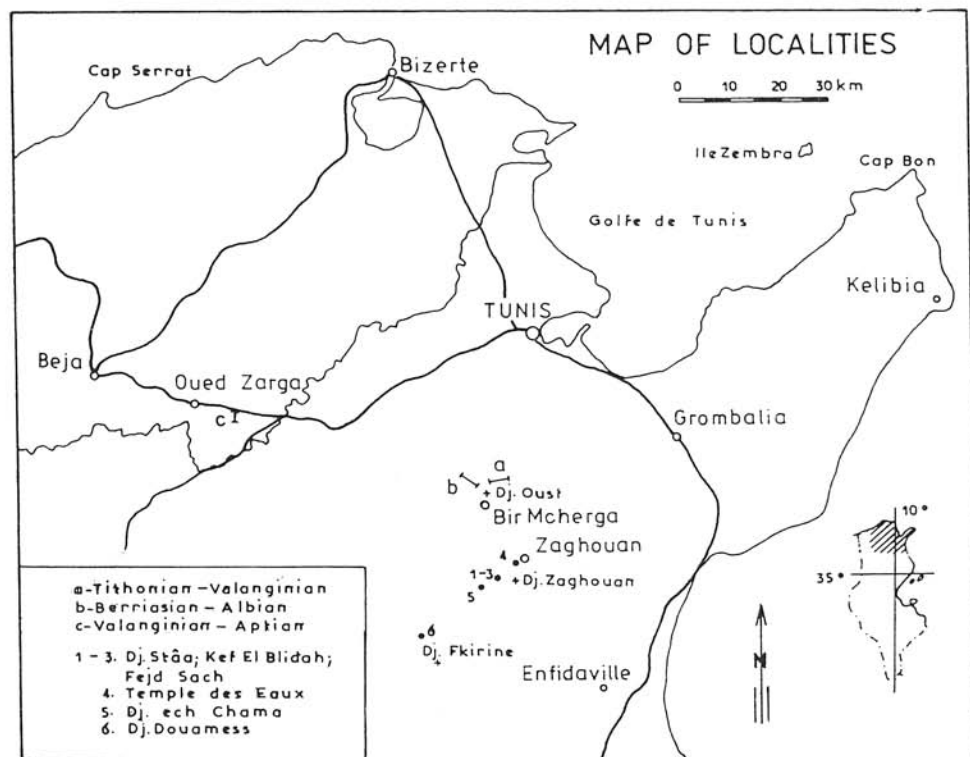 MAP OF LOCALITIES
0 10 20 30 km
Cap Serrat
Bizerte
Ile Zembra
Cap Bon
Golfe de Tunis
Kelibia
TUNIS
Beja
Oued Zarga
c
Grombalia
a
b
Dj. Oust
Bir Mcherga
10°
4
Zaghouan
1-3
Dj. Zaghouan
35°
5
6
Dj. Fkirine
N
Enfidaville
a-Tithonian – Valanginian
b-Berriasian – Albian
c-Valanginian – Aptian
1 – 3. Dj. Stâa; Kef El Blidah;
Fejd Sach
4. Temple des Eaux
5. Dj. ech Chama
6. Dj. Douamess